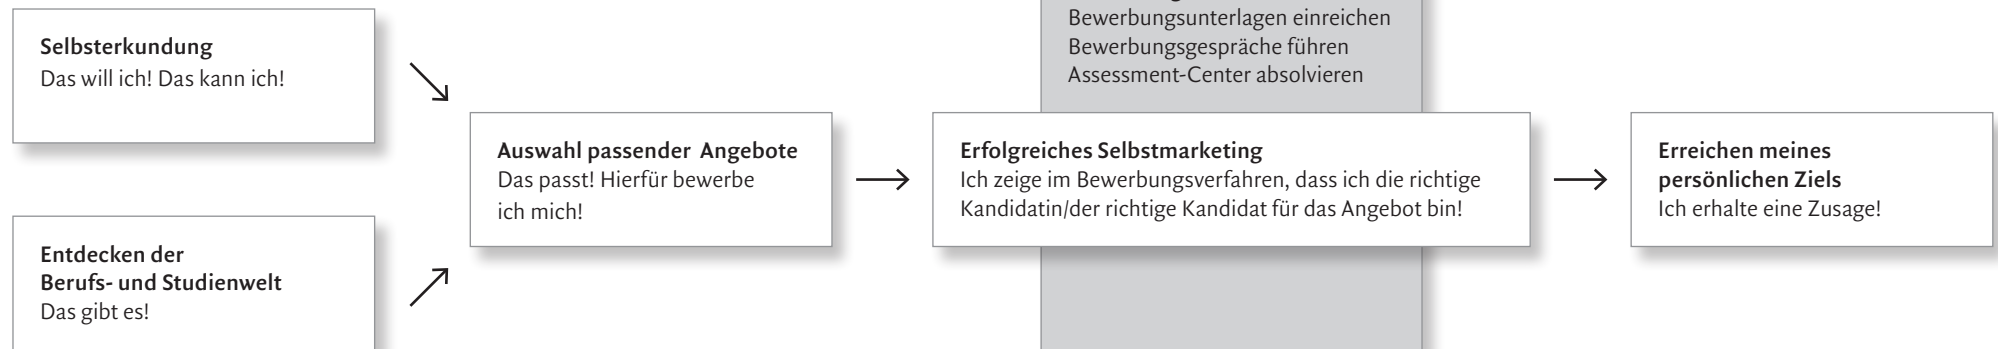 Selbsterkundung
Das will ich! Das kann ich!
Entdecken der
Berufs- und Studienwelt
Das gibt es!
Auswahl passender Angebote
Das passt! Hierfür bewerbe
ich mich!
Bewerbungsunterlagen einreichen
Bewerbungsgespräche führen
Assessment-Center absolvieren
Erfolgreiches Selbstmarketing
Ich zeige im Bewerbungsverfahren, dass ich die richtige
Kandidatin/der richtige Kandidat für das Angebot bin!
Erreichen meines
persönlichen Ziels
Ich erhalte eine Zusage!